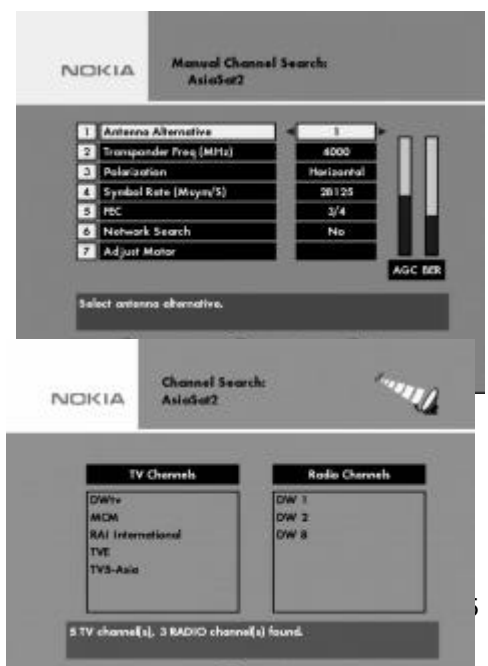 NOKIA
Manual Channel Search:
AsiaSat2
1 Antenna Alternative 1
2 Transponder Freq (MHz) 4000
3 Polarization Horizontal
4 Symbol Rate (Msym/S) 28125
5 FEC 3/4
6 Network Search No
7 Adjust Motor
AGC BER
Select antenna alternative.
NOKIA
Channel Search:
AsiaSat2
TV Channels
DWtv
MCM
RAI International
TVE
TV5-Asia
Radio Channels
DW 1
DW 2
DW 8
5 TV channel(s), 3 RADIO channel(s) found.